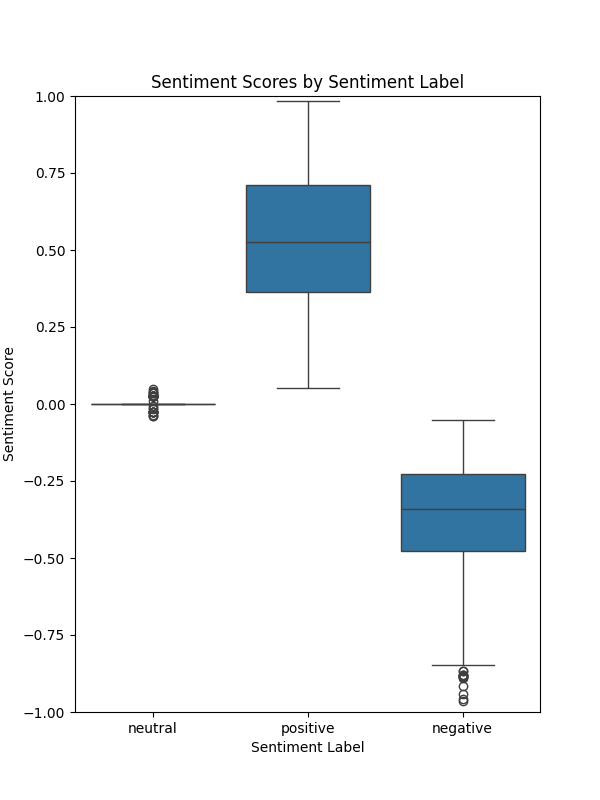 Sentiment Scores by Sentiment Label
1.00
0.75
0.50
0.25
0.00
−0.25
−0.50
−0.75
−1.00
Sentiment Score
neutral positive negative
Sentiment Label